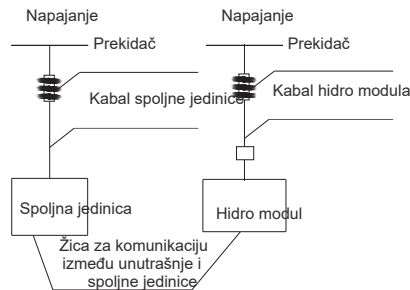 Napajanje
Napajanje
Prekidač
Prekidač
Kabal spoljne jedinice
Kabal hidro modula
Spoljna jedinica
Hidro modul
Žica za komunikaciju
između unutrašnje i
spoljne jedinice